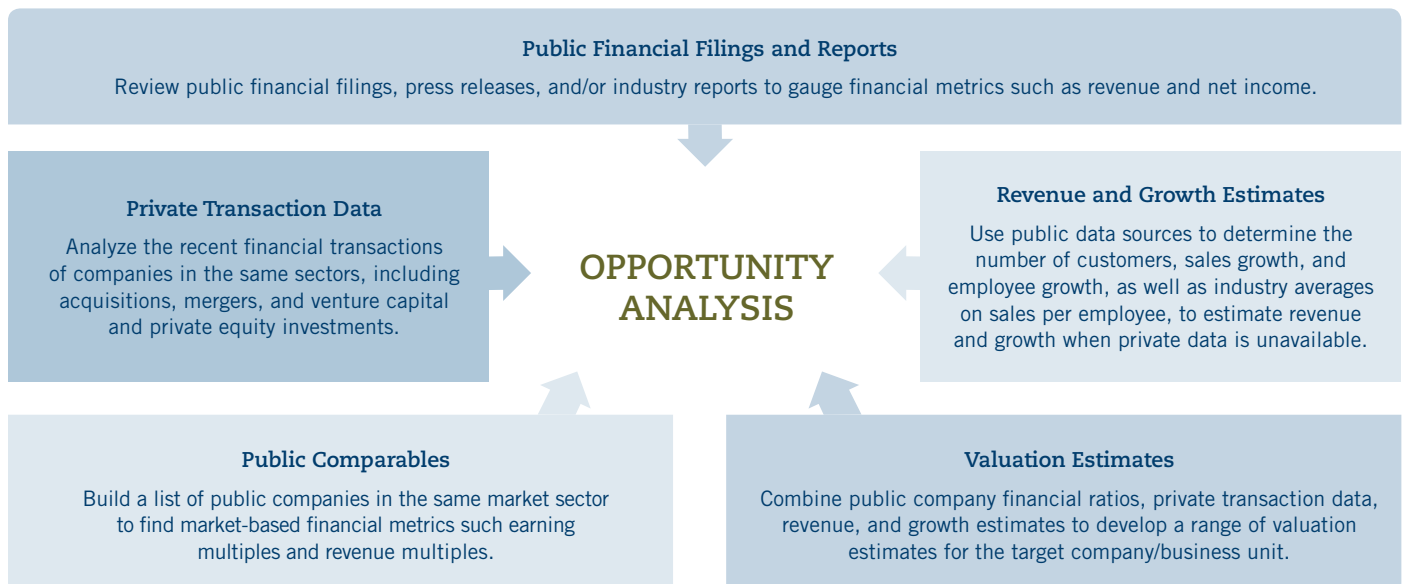 Public Financial Filings and Reports
Review public financial filings, press releases, and/or industry reports to gauge financial metrics such as revenue and net income.
Private Transaction Data
Analyze the recent financial transactions
of companies in the same sectors, including
acquisitions, mergers, and venture capital
and private equity investments.
OPPORTUNITY
ANALYSIS
Revenue and Growth Estimates
Use public data sources to determine the
number of customers, sales growth, and
employee growth, as well as industry averages
on sales per employee, to estimate revenue
and growth when private data is unavailable.
Public Comparables
Build a list of public companies in the same market sector
to find market-based financial metrics such earning
multiples and revenue multiples.
Valuation Estimates
Combine public company financial ratios, private transaction data,
revenue, and growth estimates to develop a range of valuation
estimates for the target company/business unit.